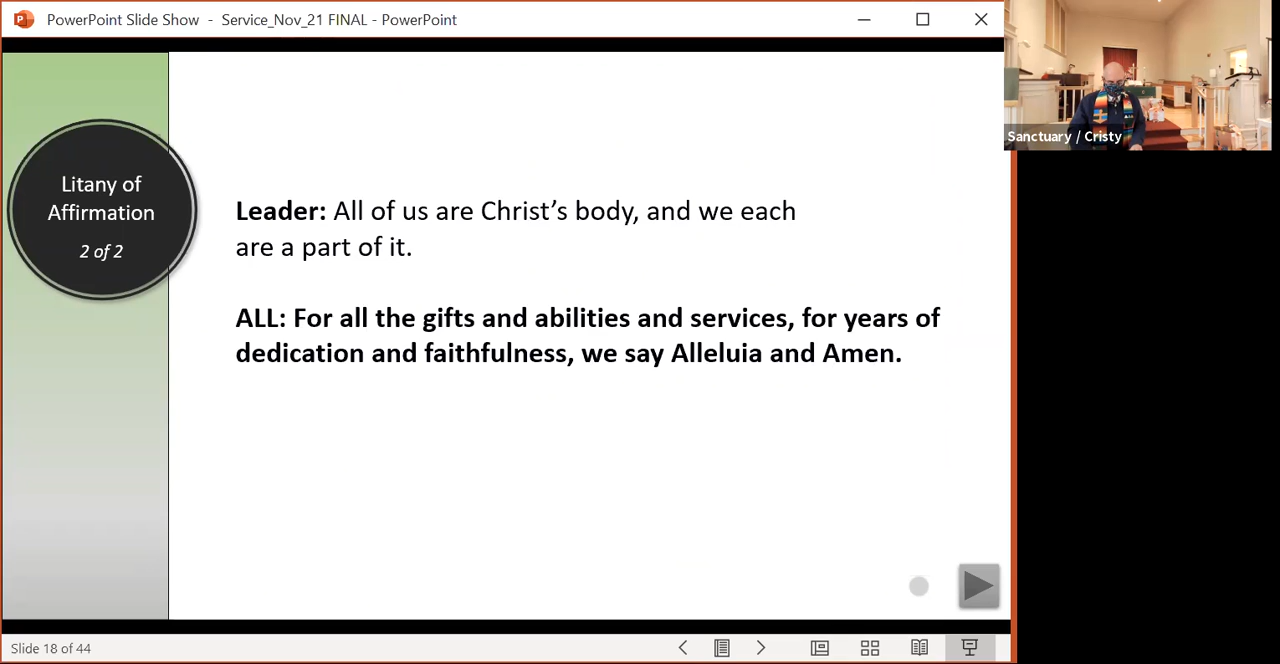 PowerPoint Slide Show - Service_Nov_21 FINAL - PowerPoint
Sanctuary / Cristy
Litany of
Affirmation
2 of 2
Leader: All of us are Christ’s body, and we each
are a part of it.
ALL: For all the gifts and abilities and services, for years of
dedication and faithfulness, we say Alleluia and Amen.
Slide 18 of 44